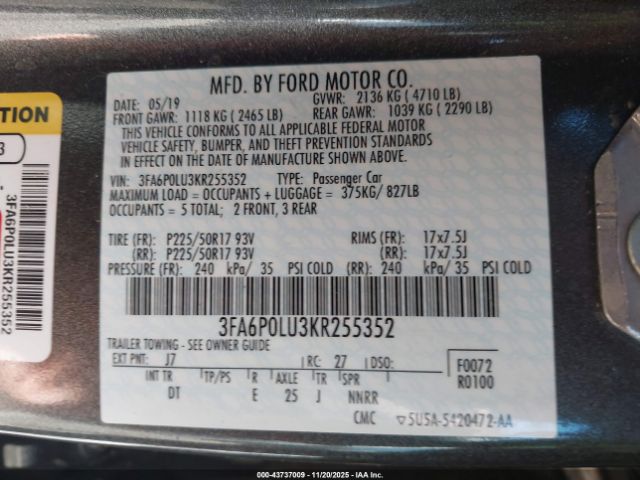 MFD. BY FORD MOTOR CO.
DATE: 05/19 GVWR: 2136 KG ( 4710 LB)
FRONT GAWR: 1118 KG ( 2465 LB) REAR GAWR: 1039 KG ( 2290 LB)
THIS VEHICLE CONFORMS TO ALL APPLICABLE FEDERAL MOTOR
VEHICLE SAFETY, BUMPER, AND THEFT PREVENTION STANDARDS
IN EFFECT ON THE DATE OF MANUFACTURE SHOWN ABOVE.
VIN: 3FA6P0LU3KR255352 TYPE: Passenger Car
MAXIMUM LOAD = OCCUPANTS + LUGGAGE = 375KG/ 827LB
OCCUPANTS = 5 TOTAL; 2 FRONT, 3 REAR
TIRE (FR): P225/50R17 93V RIMS (FR): 17x7.5J
(RR): P225/50R17 93V (RR): 17x7.5J
PRESSURE (FR): 240 kPa/ 35 PSI COLD (RR): 240 kPa/ 35 PSI COLD
3FA6P0LU3KR255352
TRAILER TOWING - SEE OWNER GUIDE
EXT PNT: J7 RC: 27 DSO: F0072
INT TR TP/PS R AXLE TR SPR R0100
DT E 25 J NNRR
CMC ▽5U5A-5420472-AA
TION
3
3FA6P0LU3KR255352
000-43737009 - 11/20/2025 - IAA Inc.